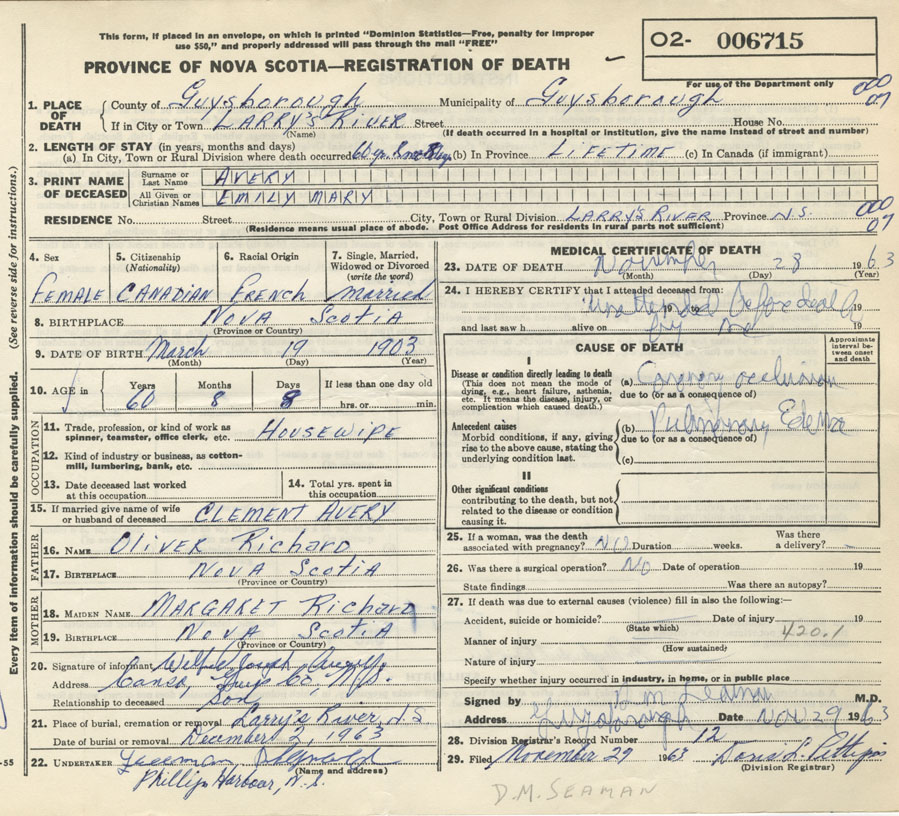 This form, if placed in an envelope, on which is printed "Dominion Statistics—Free, penalty for improper
use $50," and properly addressed will pass through the mail "FREE"
02- 006715
For use of the Department only
PROVINCE OF NOVA SCOTIA—REGISTRATION OF DEATH
000
07
1. PLACE OF DEATH
County of Guysborough Municipality of Guysborough
If in City or Town LARRY'S RIVER Street House No.
(Name) (If death occurred in a hospital or institution, give the name instead of street and number)
2. LENGTH OF STAY (in years, months and days)
(a) In City, Town or Rural Division where death occurred (b) In Province LIFETIME (c) In Canada (if immigrant)
3. PRINT NAME OF DECEASED
Surname or Last Name AVERY
All Given or Christian Names EMILY MARY
RESIDENCE No. Street City, Town or Rural Division LARRY'S RIVER Province N.S.
(Residence means usual place of abode. Post Office Address for residents in rural parts not sufficient)
000
07
4. Sex 5. Citizenship (Nationality) 6. Racial Origin 7. Single, Married, Widowed or Divorced (write the word)
FEMALE CANADIAN French married
8. BIRTHPLACE NOVA SCOTIA
(Province or Country)
9. DATE OF BIRTH March 19 1903
(Month) (Day) (Year)
10. AGE in Years Months Days If less than one day old
60 8 8 hrs. or min.
OCCUPATION
11. Trade, profession or kind of work as spinner, teamster, office clerk, etc. HOUSEWIFE
12. Kind of industry or business, as cotton-mill, lumbering, bank, etc.
13. Date deceased last worked at this occupation
14. Total yrs. spent in this occupation
15. If married give name of wife or husband of deceased CLEMENT AVERY
FATHER
16. NAME OLIVER Richard
17. BIRTHPLACE NOVA SCOTIA
(Province or Country)
MOTHER
18. MAIDEN NAME MARGARET Richard
19. BIRTHPLACE NOVA SCOTIA
(Province or Country)
20. Signature of informant Joseph
Address Canso, Guys Co, N.S.
Relationship to deceased son
21. Place of burial, cremation or removal Larry's River, N.S
Date of burial or removal December 2, 1963
22. UNDERTAKER Freeman
(Name and address)
Phillips Harbour, N.S.
MEDICAL CERTIFICATE OF DEATH
23. DATE OF DEATH November 28 1963
(Month) (Day) (Year)
24. I HEREBY CERTIFY that I attended deceased from:
Unattended before death 19
and last saw h alive on by me 19
CAUSE OF DEATH
Approximate interval between onset and death
I
Disease or condition directly leading to death
(This does not mean the mode of dying, e.g., heart failure, asthenia, etc. It means the disease, injury, or complication which caused death.)
(a) Coronary occlusion
due to (or as a consequence of)
Antecedent causes
Morbid conditions, if any, giving rise to the above cause, stating the underlying condition last.
(b) Pulmonary Edema
due to (or as a consequence of)
(c)
II
Other significant conditions
contributing to the death, but not related to the disease or condition causing it.
25. If a woman, was the death associated with pregnancy? NO Duration weeks. Was there a delivery?
26. Was there a surgical operation? NO Date of operation 19
State findings Was there an autopsy?
27. If death was due to external causes (violence) fill in also the following:—
Accident, suicide or homicide? Date of injury 19
(State which)
420.1
Manner of injury
(How sustained)
Nature of injury
Specify whether injury occurred in industry, in home, or in public place
Signed by D M Seaman M.D.
Address Guysborough Date NOV 29 1963
28. Division Registrar's Record Number 12
29. Filed November 29 1963
(Division Registrar)
D.M. SEAMAN
Every item of information should be carefully supplied. (See reverse side for instructions.)
-55